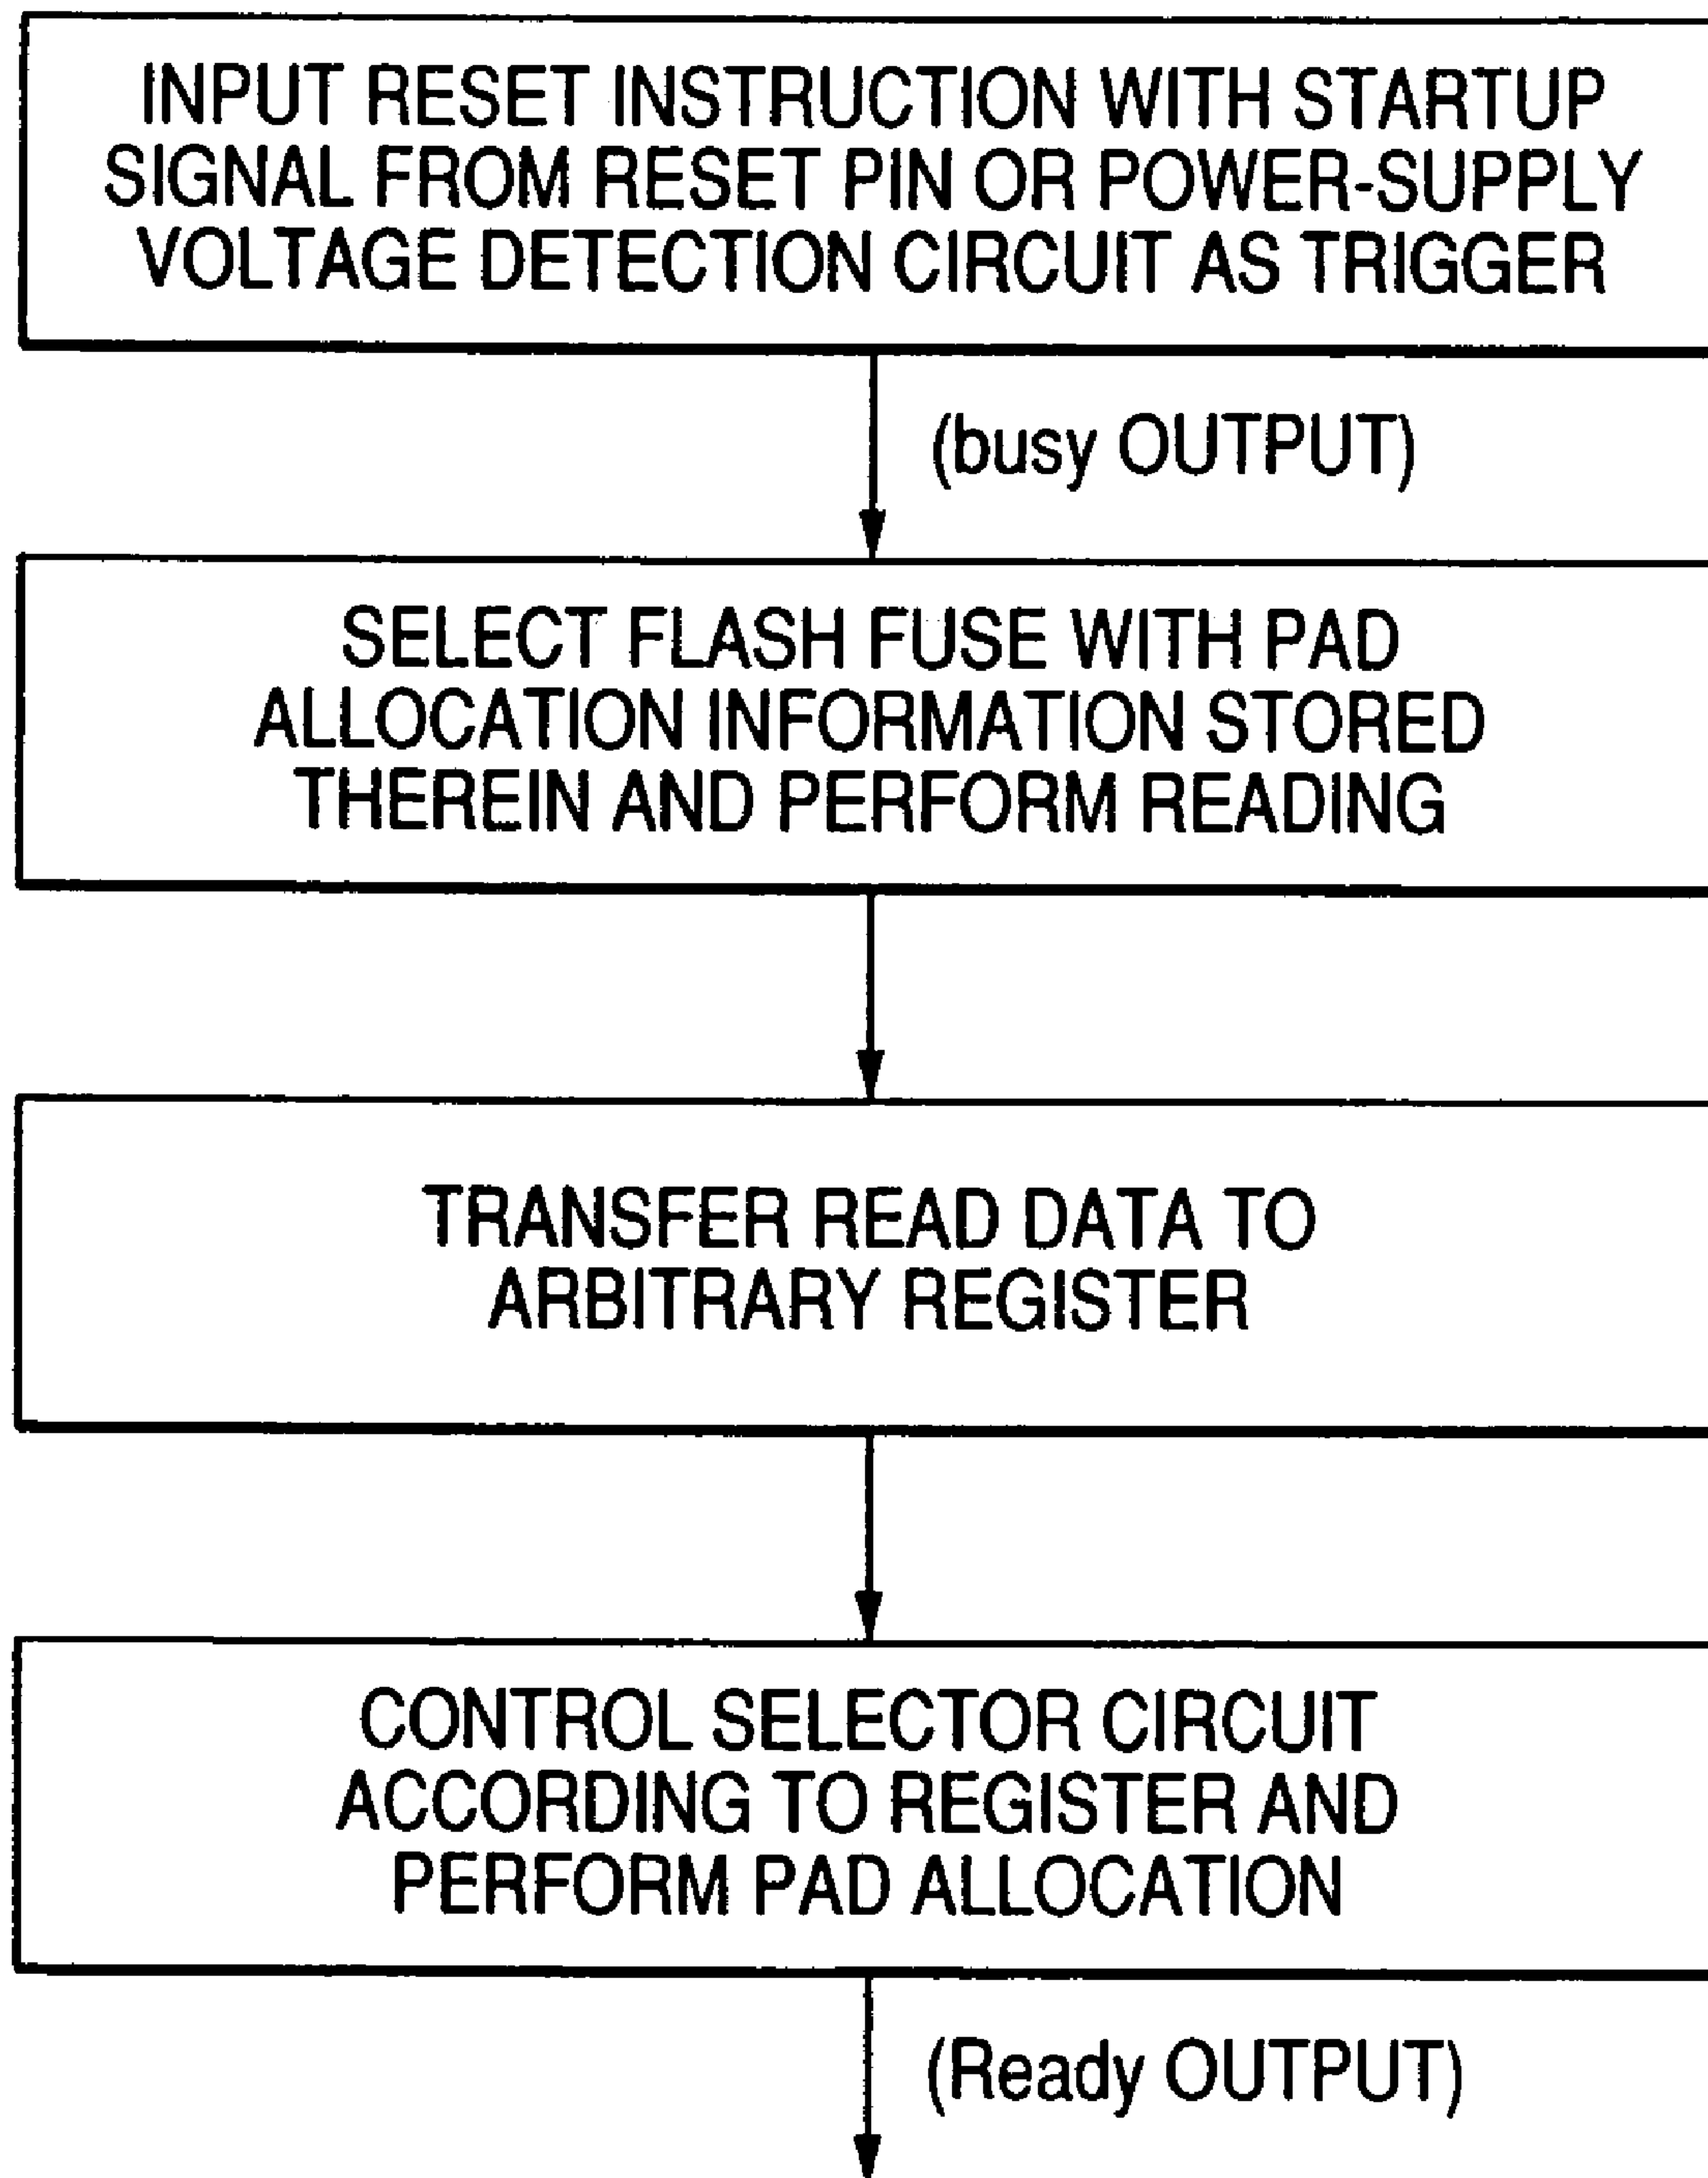 INPUT RESET INSTRUCTION WITH STARTUP
SIGNAL FROM RESET PIN OR POWER-SUPPLY
VOLTAGE DETECTION CIRCUIT AS TRIGGER
(busy OUTPUT)
SELECT FLASH FUSE WITH PAD
ALLOCATION INFORMATION STORED
THEREIN AND PERFORM READING
TRANSFER READ DATA TO
ARBITRARY REGISTER
CONTROL SELECTOR CIRCUIT
ACCORDING TO REGISTER AND
PERFORM PAD ALLOCATION
(Ready OUTPUT)